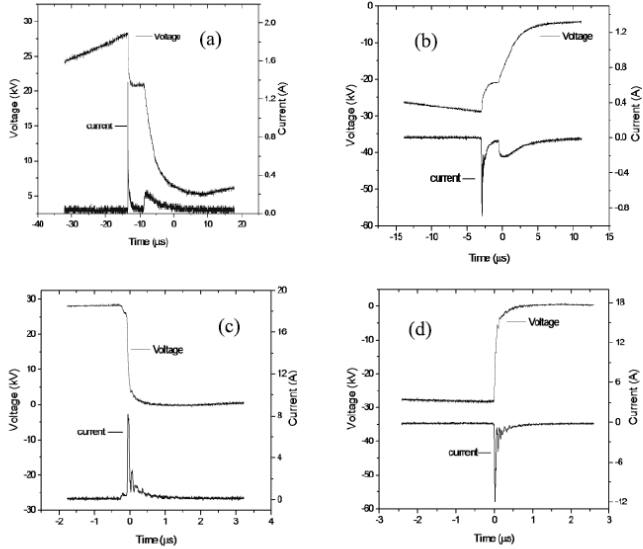 (a)
Voltage
current
Voltage (kV)
30
25
20
15
10
5
2.0
1.6
1.2
0.8
0.4
0.0
Current (A)
-40 -30 -20 -10 0 10 20
Time (μs)
(b)
Voltage
current
Voltage (kV)
0
-10
-20
-30
-40
-50
-60
1.2
0.8
0.4
0.0
-0.4
-0.8
Current (A)
-15 -10 -5 0 5 10 15
Time (μs)
(c)
Voltage
current
Voltage (kV)
30
20
10
0
-10
-20
-30
20
16
12
8
4
0
Current (A)
-2 -1 0 1 2 3
Time (μs)
(d)
Voltage
current
Voltage (kV)
0
-10
-20
-30
-40
-50
-60
18
12
6
0
-6
-12
Current (A)
-3 -2 -1 0 1 2 3
Time (μs)